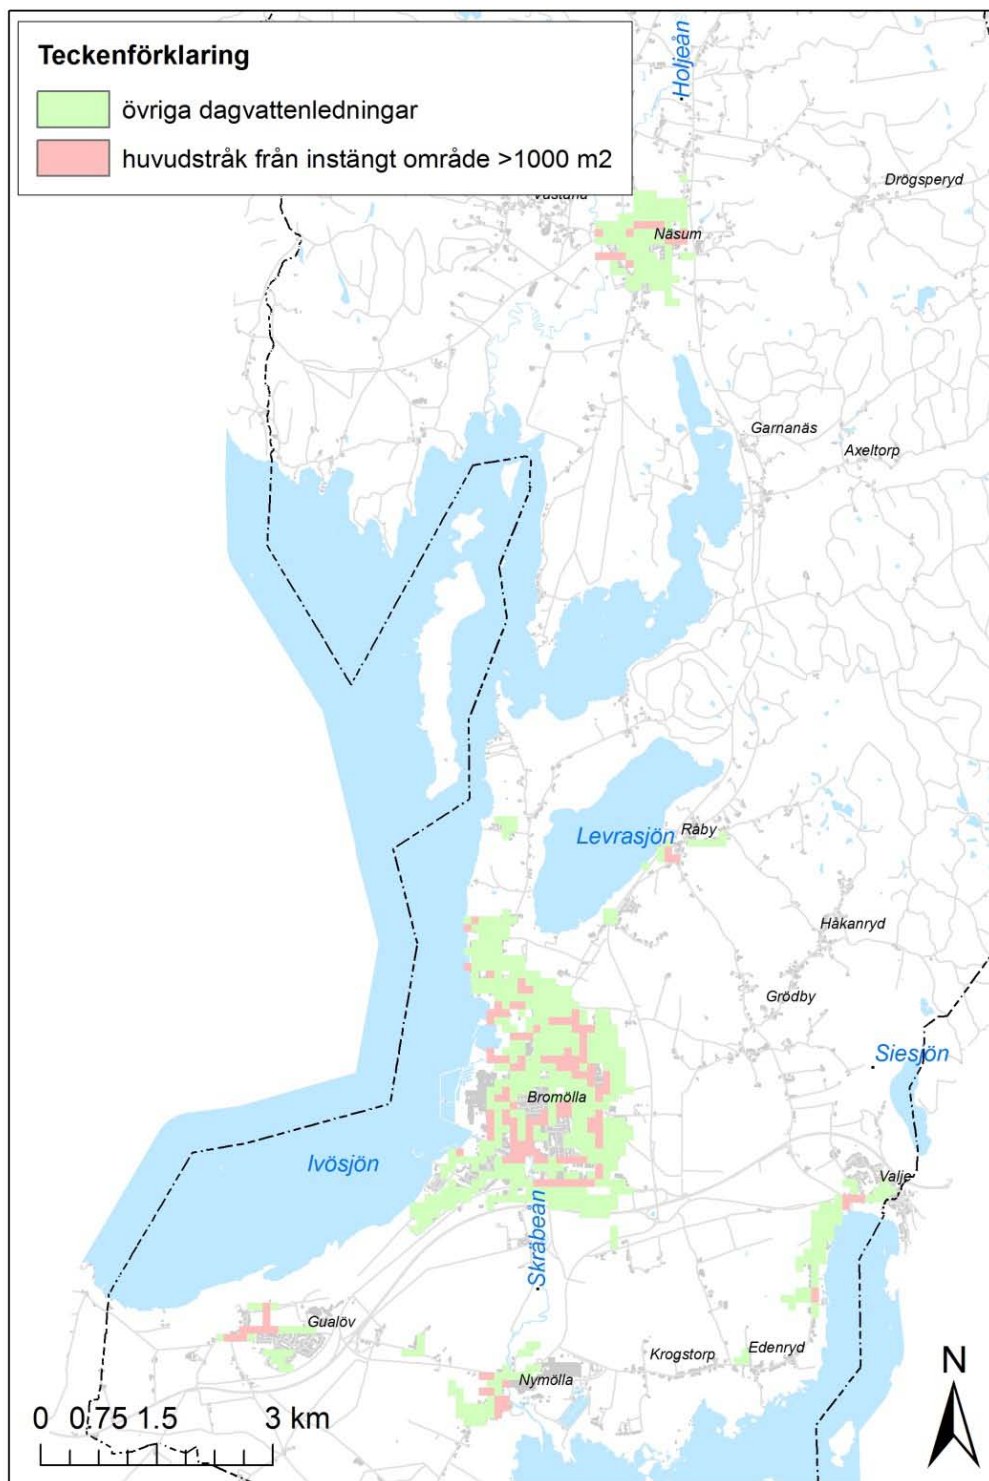 Teckenförklaring
övriga dagvattenledningar
huvudstråk från instängt område >1000 m2
Holjeån
Drögsperyd
Näsum
Garnanäs
Axeltorp
Levrasjön
Råby
Håkanryd
Grödby
Siesjön
Bromölla
Ivösjön
Valje
Skräbeån
Gualöv
Krogstorp
Edenryd
Nymölla
N
0 0,75 1.5 3 km